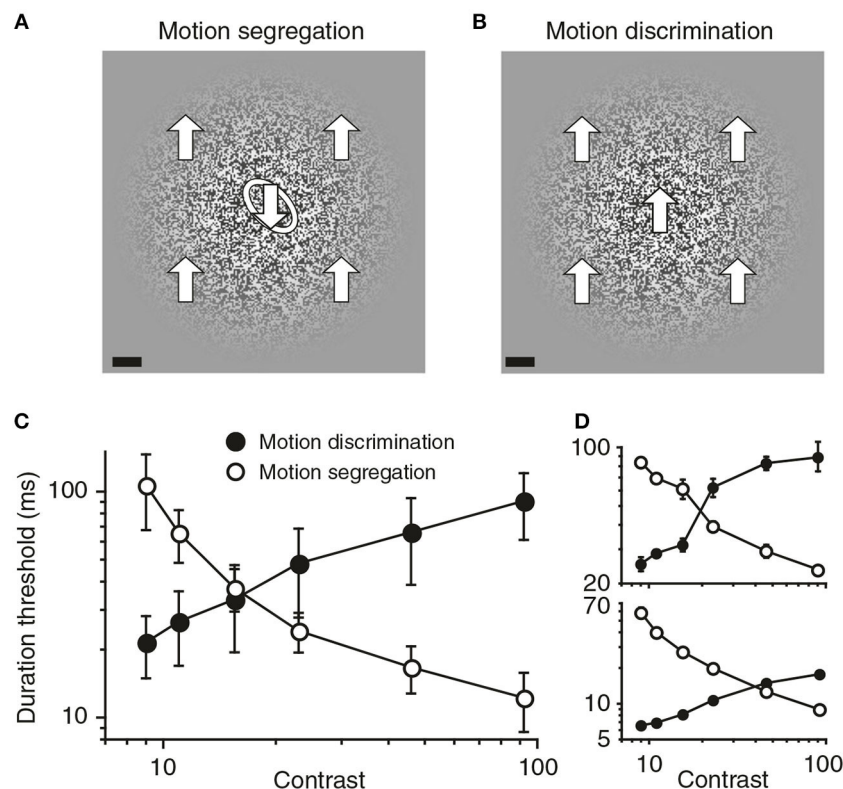 A
Motion segregation
B
Motion discrimination
C
Motion discrimination
Motion segregation
Duration threshold (ms)
100
10
10
100
Contrast
D
100
20
70
10
5
10
100
Contrast